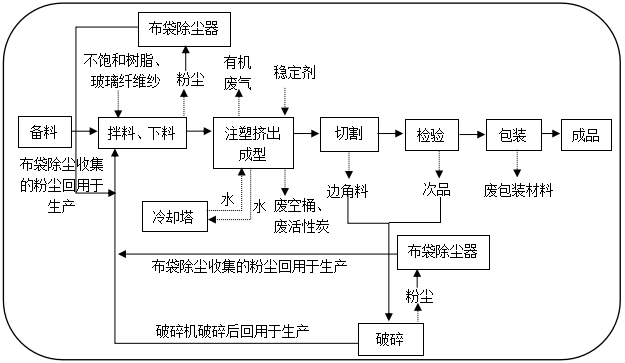 布袋除尘器
不饱和树脂、
玻璃纤维纱
粉尘
有机
废气
稳定剂
备料
拌料、下料
注塑挤出
成型
切割
检验
包装
成品
布袋除尘收集
的粉尘回用于
生产
冷却塔
水
水
废空桶、
废活性炭
边角料
次品
废包装材料
布袋除尘器
布袋除尘收集的粉尘回用于生产
粉尘
破碎机破碎后回用于生产
破碎